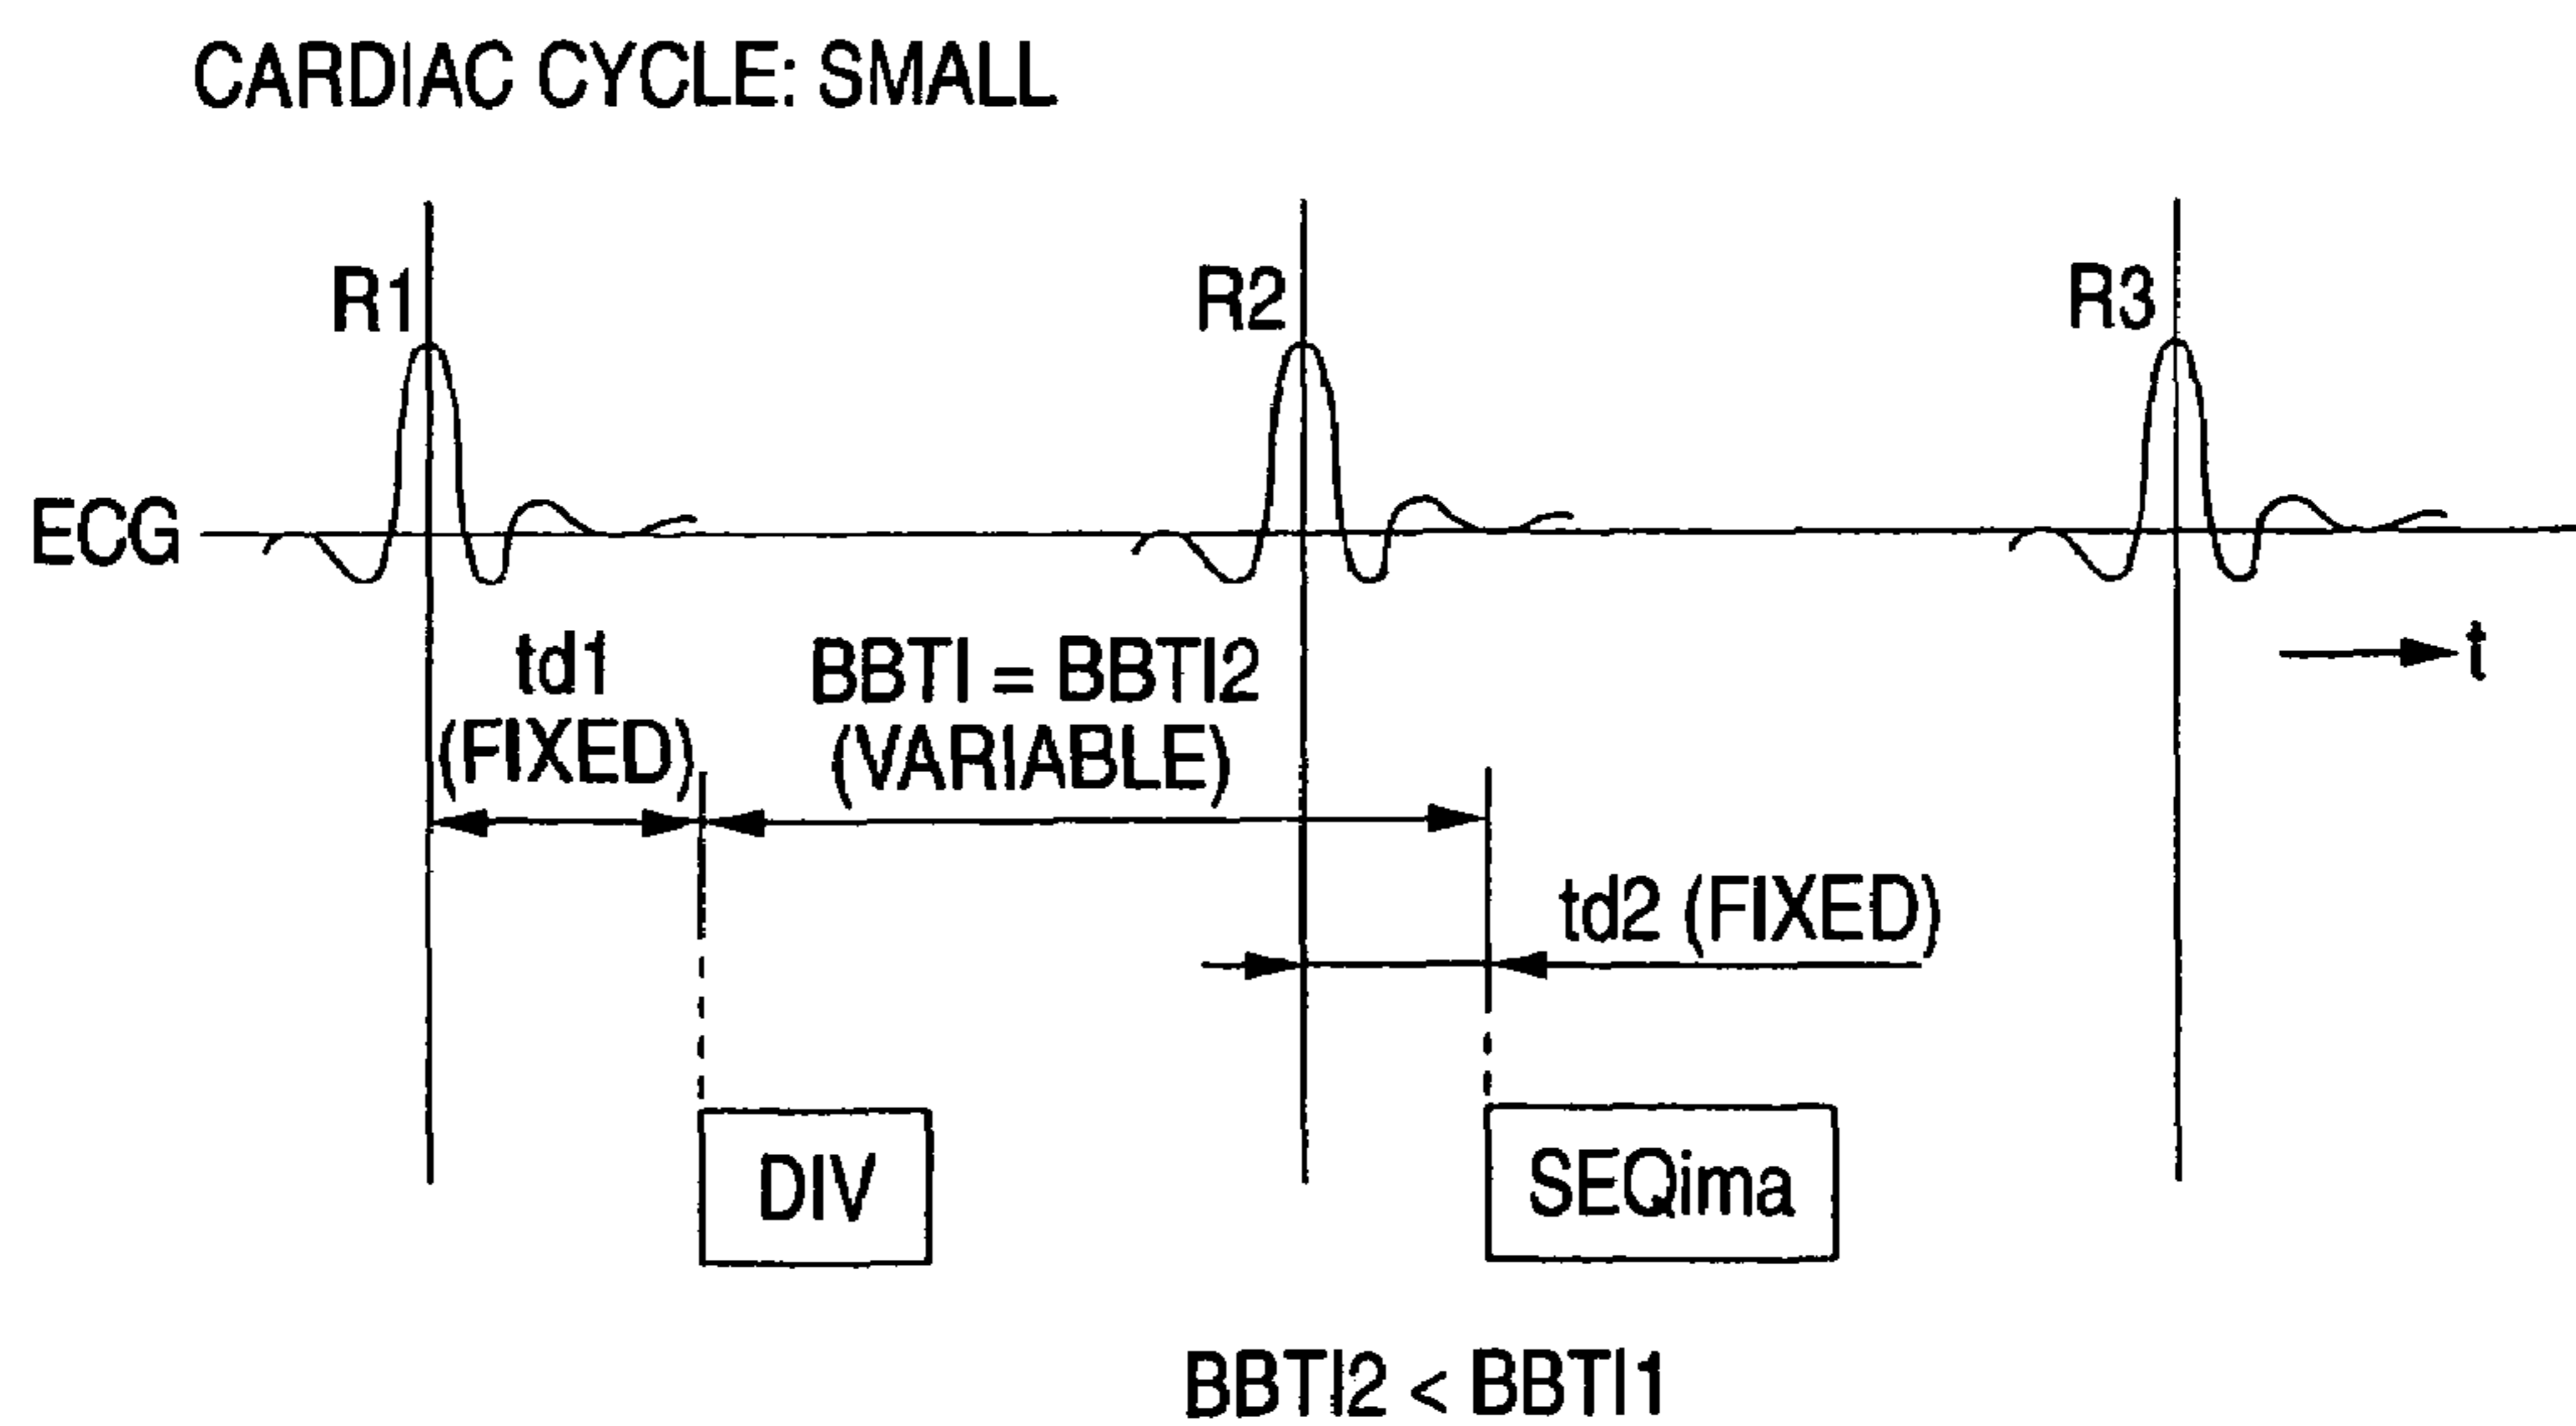 CARDIAC CYCLE: SMALL
R1
R2
R3
ECG
td1
(FIXED)
BBTI = BBTI2
(VARIABLE)
t
td2 (FIXED)
DIV
SEQima
BBTI2 < BBTI1